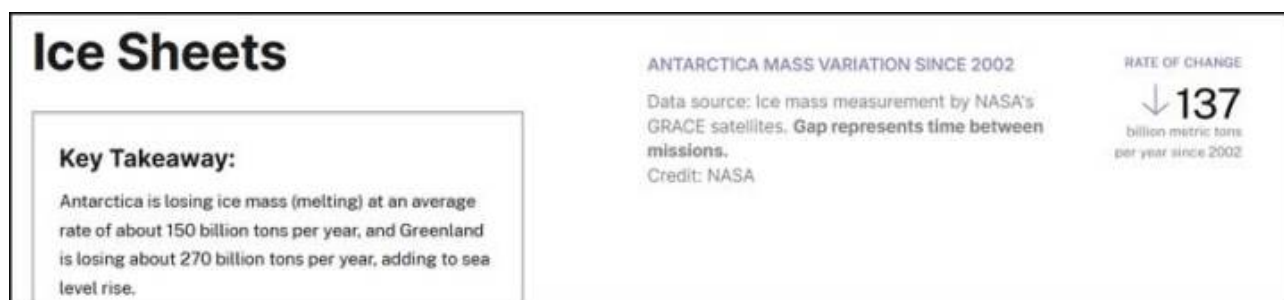 Ice Sheets
Key Takeaway:
Antarctica is losing ice mass (melting) at an average
rate of about 150 billion tons per year, and Greenland
is losing about 270 billion tons per year, adding to sea
level rise.
ANTARCTICA MASS VARIATION SINCE 2002
Data source: Ice mass measurement by NASA's
GRACE satellites. Gap represents time between
missions.
Credit: NASA
RATE OF CHANGE
↓ 137
billion metric tons
per year since 2002